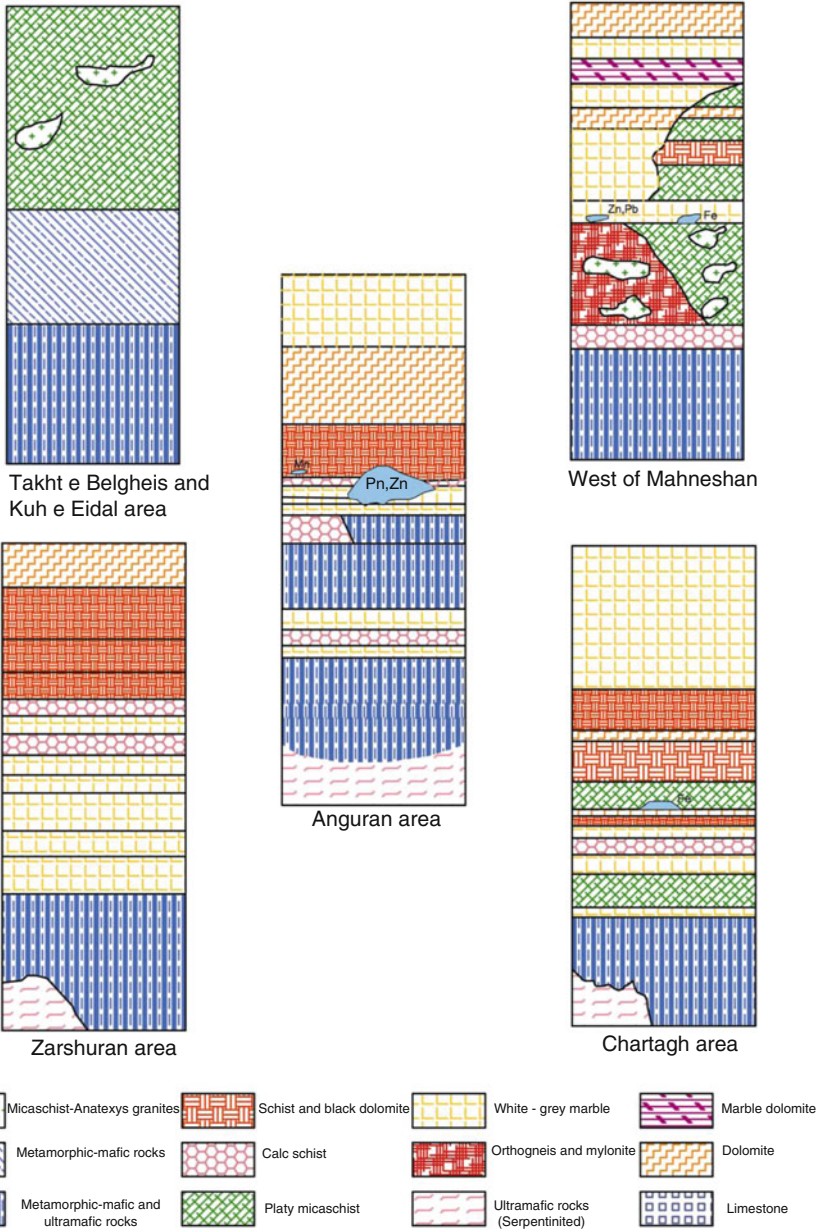 Zn,Pb
Fe
Takht e Belgheis and
Kuh e Eidal area
West of Mahneshan
Mn
Pn,Zn
Anguran area
Fe
Zarshuran area
Chartagh area
Micaschist-Anatexys granites
Schist and black dolomite
White - grey marble
Marble dolomite
Metamorphic-mafic rocks
Calc schist
Orthogneis and mylonite
Dolomite
Metamorphic-mafic and
ultramafic rocks
Platy micaschist
Ultramafic rocks
(Serpentinited)
Limestone